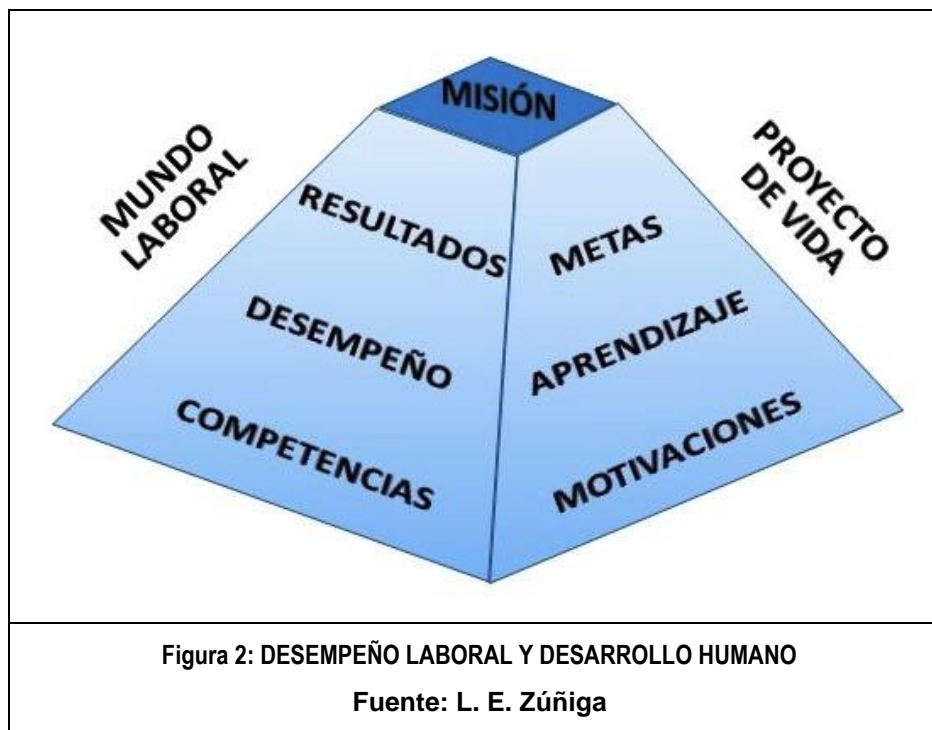 MISIÓN
MUNDO
LABORAL
RESULTADOS
DESEMPEÑO
COMPETENCIAS
METAS
APRENDIZAJE
MOTIVACIONES
PROYECTO
DE VIDA
Figura 2: DESEMPEÑO LABORAL Y DESARROLLO HUMANO
Fuente: L. E. Zúñiga